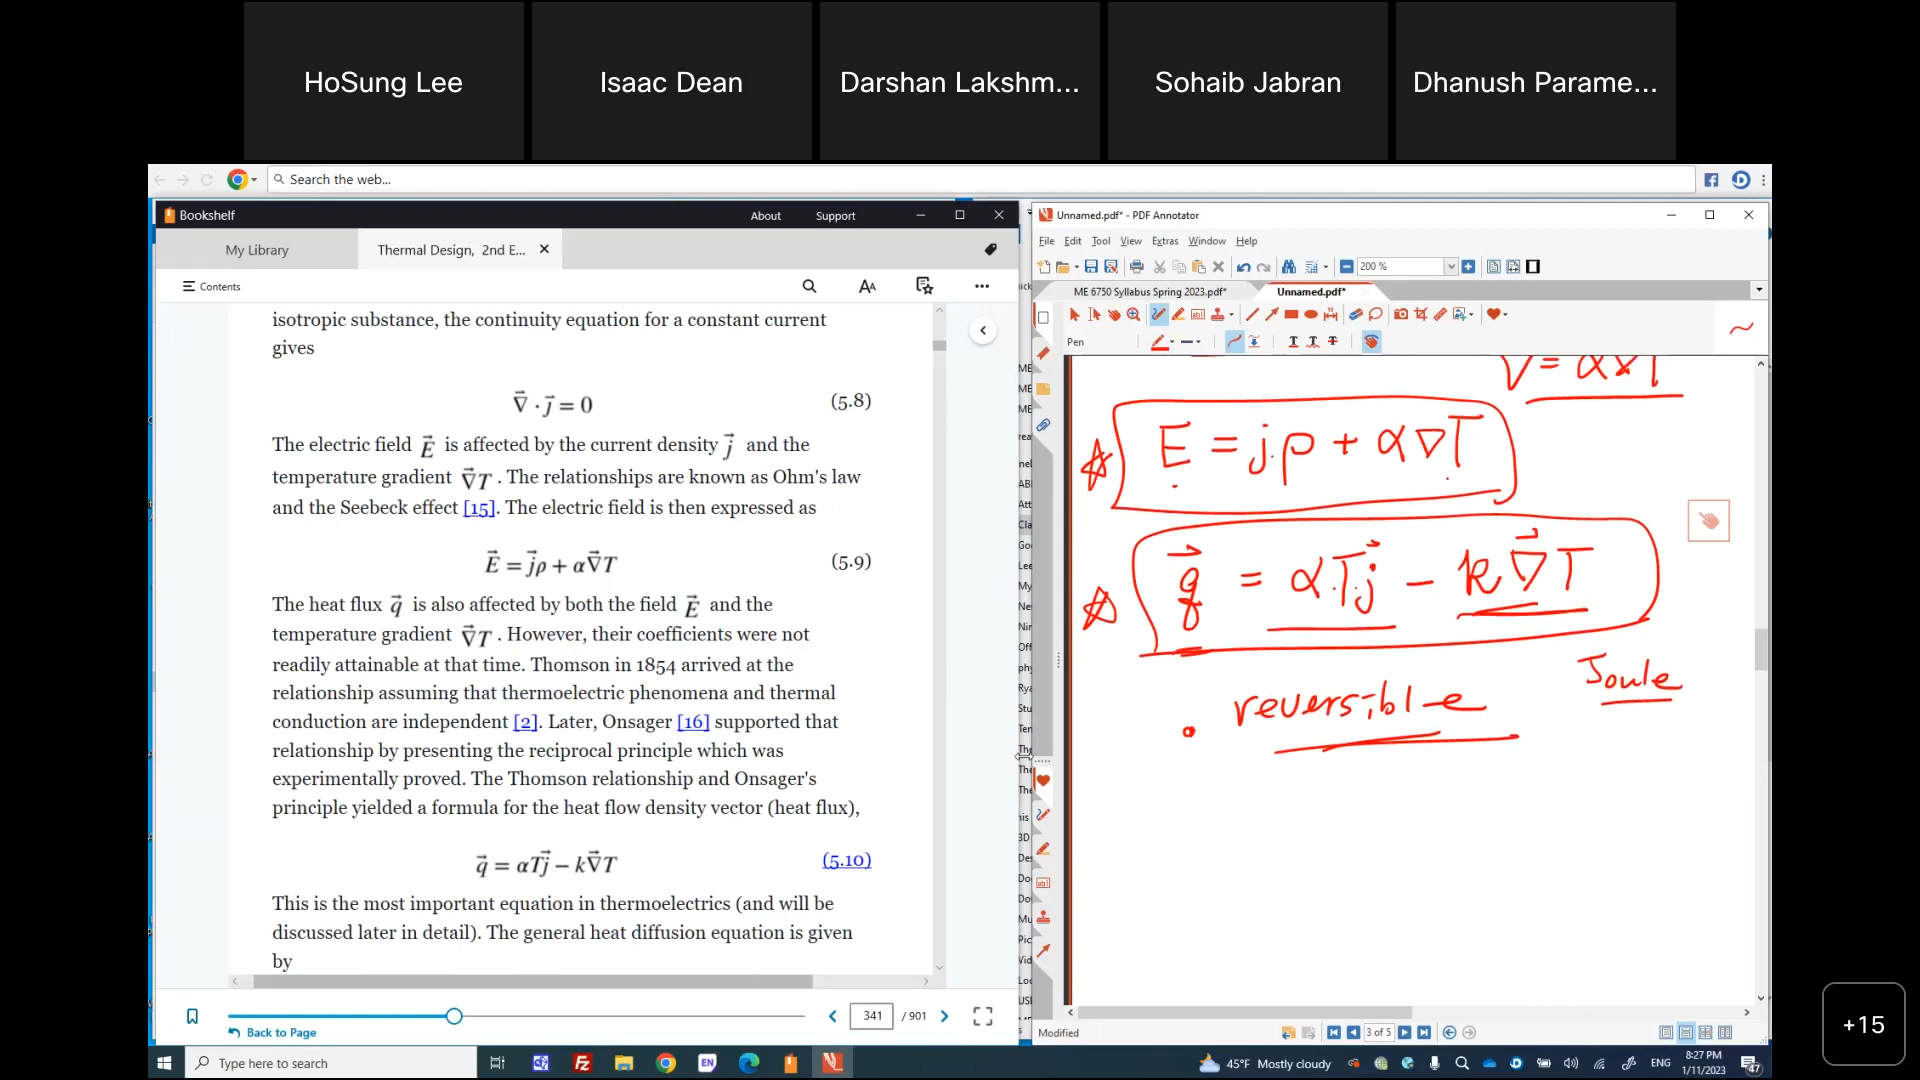 HoSung Lee
Isaac Dean
Darshan Lakshm...
Sohaib Jabran
Dhanush Parame...
Search the web...
Bookshelf
About
Support
My Library
Thermal Design, 2nd E...
Contents
isotropic substance, the continuity equation for a constant current
gives
∇⃗ · j⃗ = 0 (5.8)
The electric field E⃗ is affected by the current density j⃗ and the
temperature gradient ∇⃗T. The relationships are known as Ohm's law
and the Seebeck effect [15]. The electric field is then expressed as
E⃗ = j⃗ρ + α∇⃗T (5.9)
The heat flux q⃗ is also affected by both the field E⃗ and the
temperature gradient ∇⃗T. However, their coefficients were not
readily attainable at that time. Thomson in 1854 arrived at the
relationship assuming that thermoelectric phenomena and thermal
conduction are independent [2]. Later, Onsager [16] supported that
relationship by presenting the reciprocal principle which was
experimentally proved. The Thomson relationship and Onsager's
principle yielded a formula for the heat flow density vector (heat flux),
q⃗ = αTj⃗ − k∇⃗T (5.10)
This is the most important equation in thermoelectrics (and will be
discussed later in detail). The general heat diffusion equation is given
by
341 / 901
Back to Page
Unnamed.pdf* - PDF Annotator
File Edit Tool View Extras Window Help
200 %
ME 6750 Syllabus Spring 2023.pdf*
Unnamed.pdf*
Pen
E = jρ + α∇T
q⃗ = αTj⃗ − k∇⃗T
Joule
reversible
Modified
3 of 5
+15
Type here to search
EN
45°F Mostly cloudy
ENG
8:27 PM
1/11/2023
47